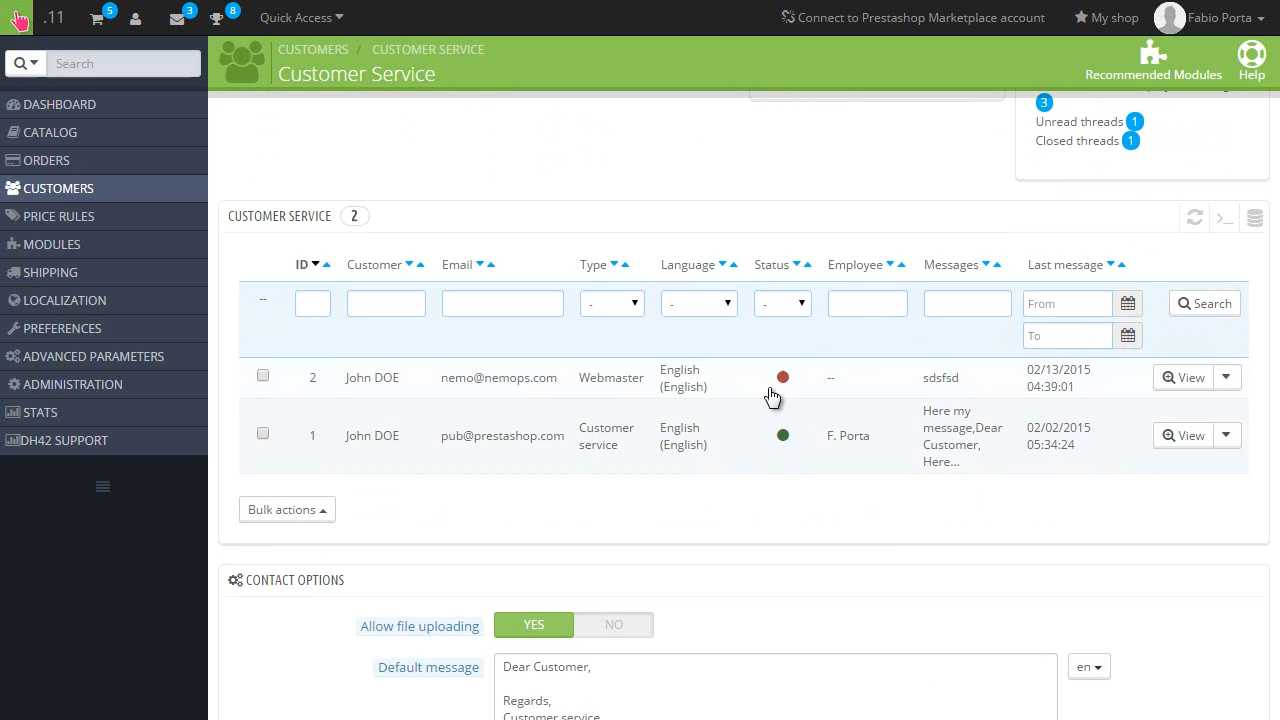 .11 5 3 8 Quick Access Connect to Prestashop Marketplace account My shop Fabio Porta
Search
CUSTOMERS / CUSTOMER SERVICE
Customer Service
Recommended Modules Help
DASHBOARD
CATALOG
ORDERS
CUSTOMERS
PRICE RULES
MODULES
SHIPPING
LOCALIZATION
PREFERENCES
ADVANCED PARAMETERS
ADMINISTRATION
STATS
DH42 SUPPORT
3
Unread threads 1
Closed threads 1
CUSTOMER SERVICE 2
ID Customer Email Type Language Status Employee Messages Last message
-- - - - From Search
To
2 John DOE nemo@nemops.com Webmaster English (English) -- sdsfsd 02/13/2015 04:39:01 View
1 John DOE pub@prestashop.com Customer service English (English) F. Porta Here my message,Dear Customer, Here... 02/02/2015 05:34:24 View
Bulk actions
CONTACT OPTIONS
Allow file uploading YES NO
Default message Dear Customer, en
Regards,
Customer service